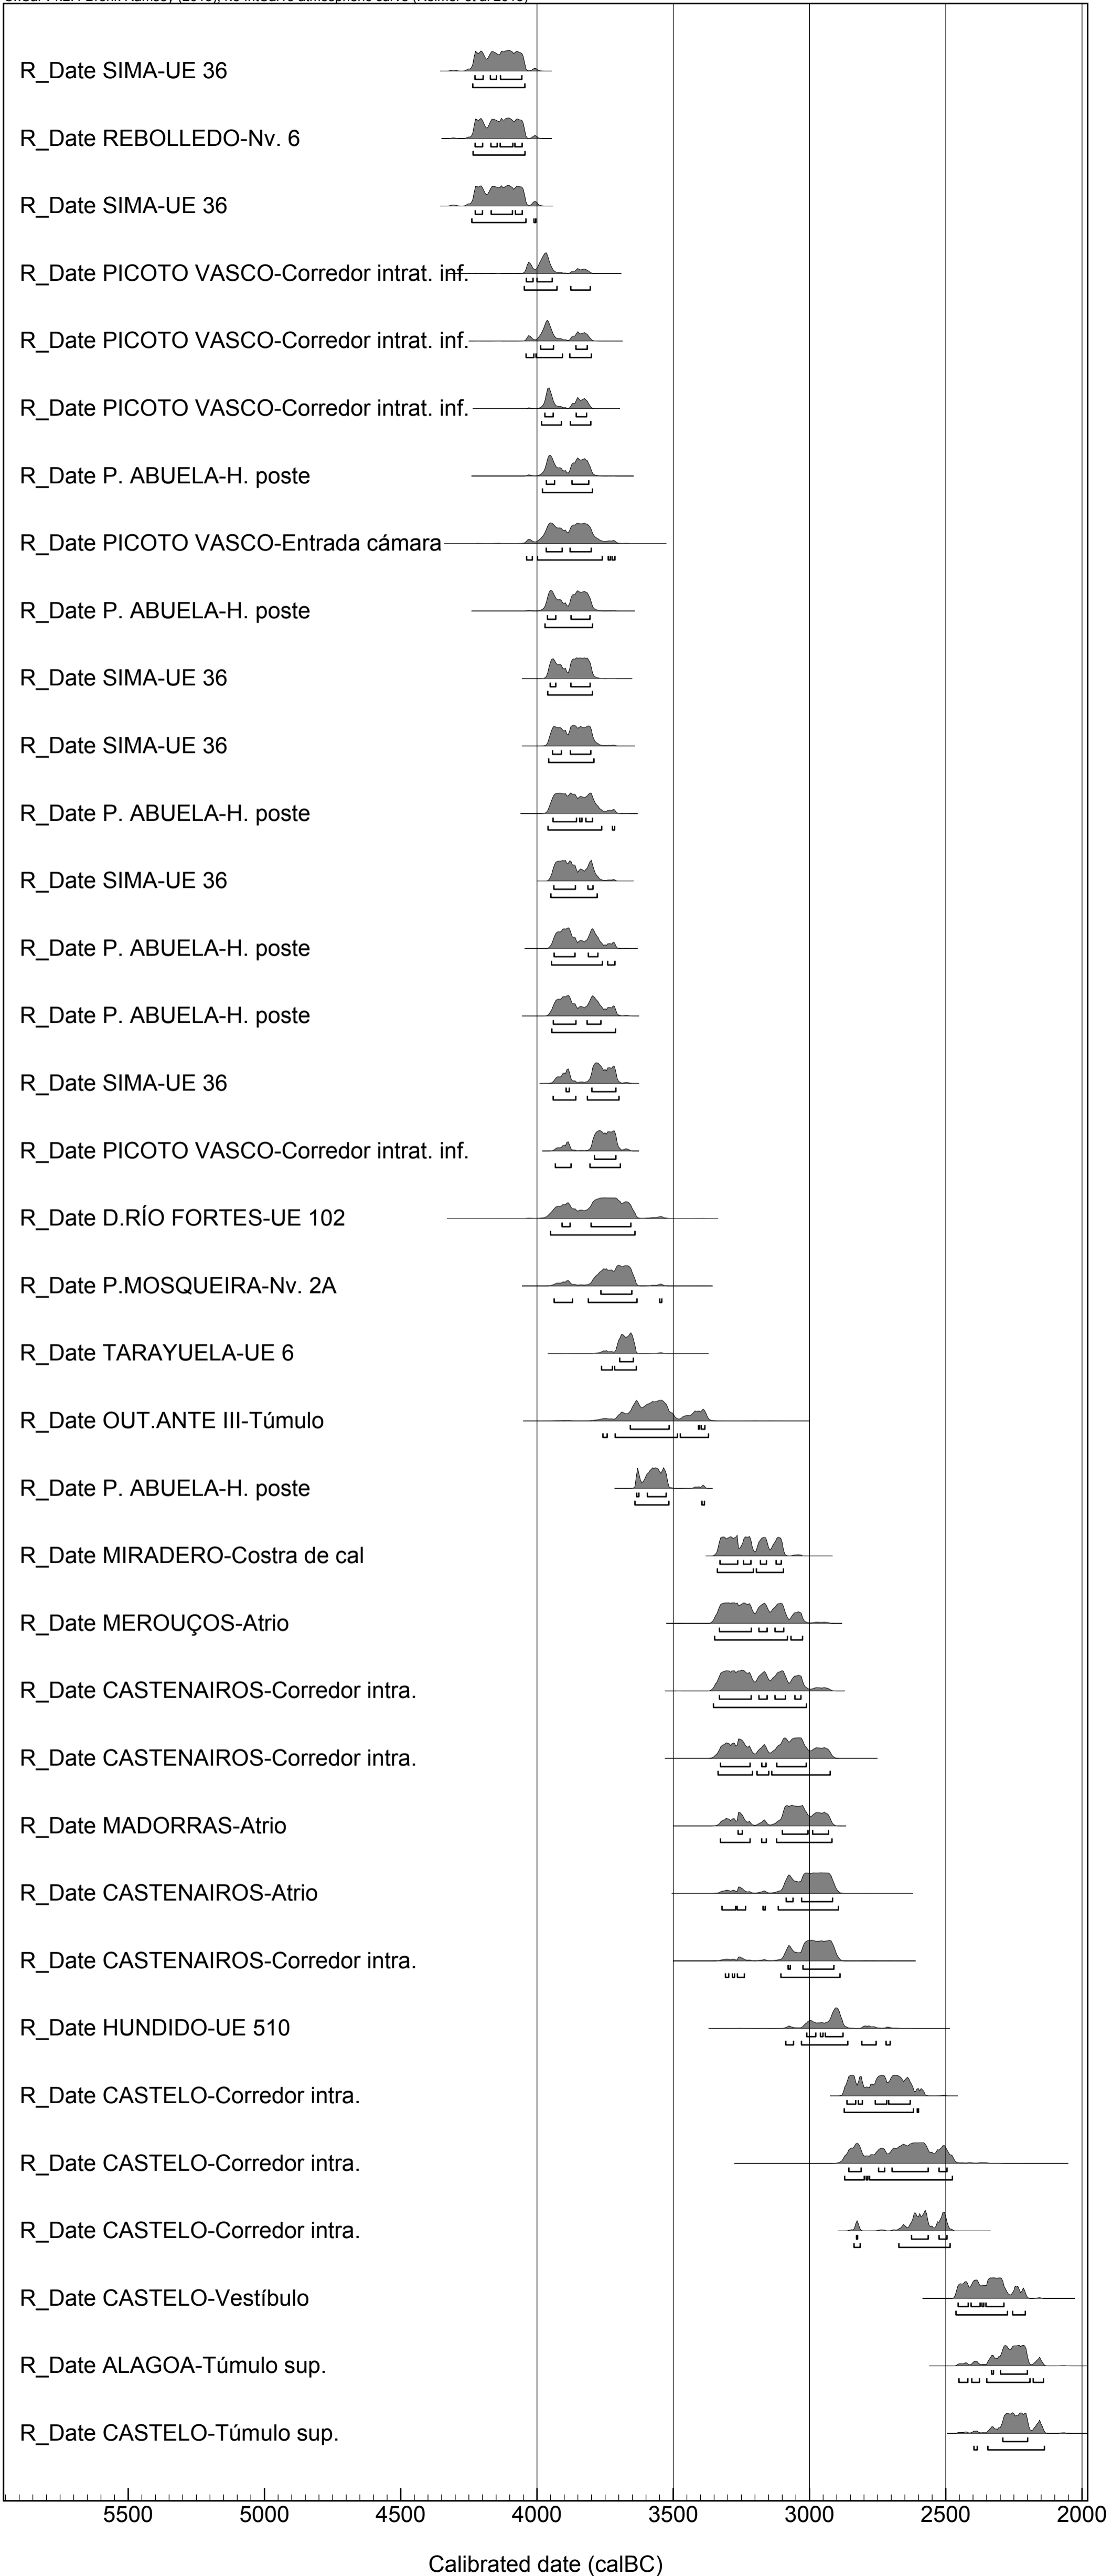 R_Date SIMA-UE 36
R_Date REBOLLEDO-Nv. 6
R_Date SIMA-UE 36
R_Date PICOTO VASCO-Corredor intrat. inf.
R_Date PICOTO VASCO-Corredor intrat. inf.
R_Date PICOTO VASCO-Corredor intrat. inf.
R_Date P. ABUELA-H. poste
R_Date PICOTO VASCO-Entrada cámara
R_Date P. ABUELA-H. poste
R_Date SIMA-UE 36
R_Date SIMA-UE 36
R_Date P. ABUELA-H. poste
R_Date SIMA-UE 36
R_Date P. ABUELA-H. poste
R_Date P. ABUELA-H. poste
R_Date SIMA-UE 36
R_Date PICOTO VASCO-Corredor intrat. inf.
R_Date D.RÍO FORTES-UE 102
R_Date P.MOSQUEIRA-Nv. 2A
R_Date TARAYUELA-UE 6
R_Date OUT.ANTE III-Túmulo
R_Date P. ABUELA-H. poste
R_Date MIRADERO-Costra de cal
R_Date MEROUÇOS-Atrio
R_Date CASTENAIROS-Corredor intra.
R_Date CASTENAIROS-Corredor intra.
R_Date MADORRAS-Atrio
R_Date CASTENAIROS-Atrio
R_Date CASTENAIROS-Corredor intra.
R_Date HUNDIDO-UE 510
R_Date CASTELO-Corredor intra.
R_Date CASTELO-Corredor intra.
R_Date CASTELO-Corredor intra.
R_Date CASTELO-Vestíbulo
R_Date ALAGOA-Túmulo sup.
R_Date CASTELO-Túmulo sup.
5500 5000 4500 4000 3500 3000 2500 2000
Calibrated date (calBC)